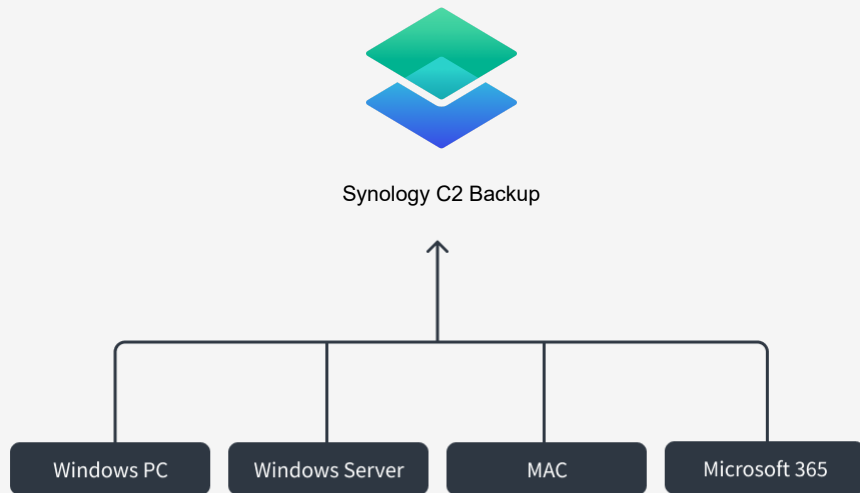 Synology C2 Backup
Windows PC
Windows Server
MAC
Microsoft 365